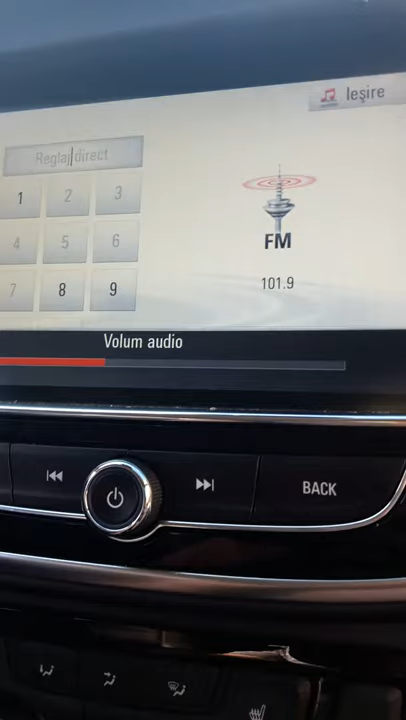 Ieşire
Reglaj direct
1 2 3
4 5 6
7 8 9
FM
101.9
Volum audio
BACK